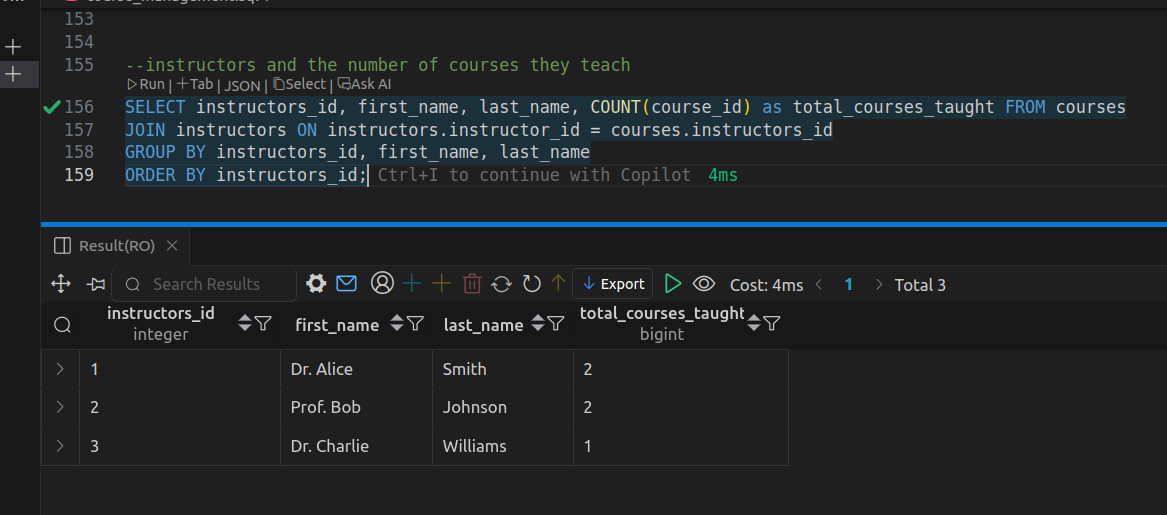 153
154
155 --instructors and the number of courses they teach
Run | Tab | JSON | Select | Ask AI
156 SELECT instructors_id, first_name, last_name, COUNT(course_id) as total_courses_taught FROM courses
157 JOIN instructors ON instructors.instructor_id = courses.instructors_id
158 GROUP BY instructors_id, first_name, last_name
159 ORDER BY instructors_id; Ctrl+I to continue with Copilot 4ms
Result(RO)
Search Results Export Cost: 4ms 1 Total 3
instructors_id first_name last_name total_courses_taught
integer bigint
1 Dr. Alice Smith 2
2 Prof. Bob Johnson 2
3 Dr. Charlie Williams 1